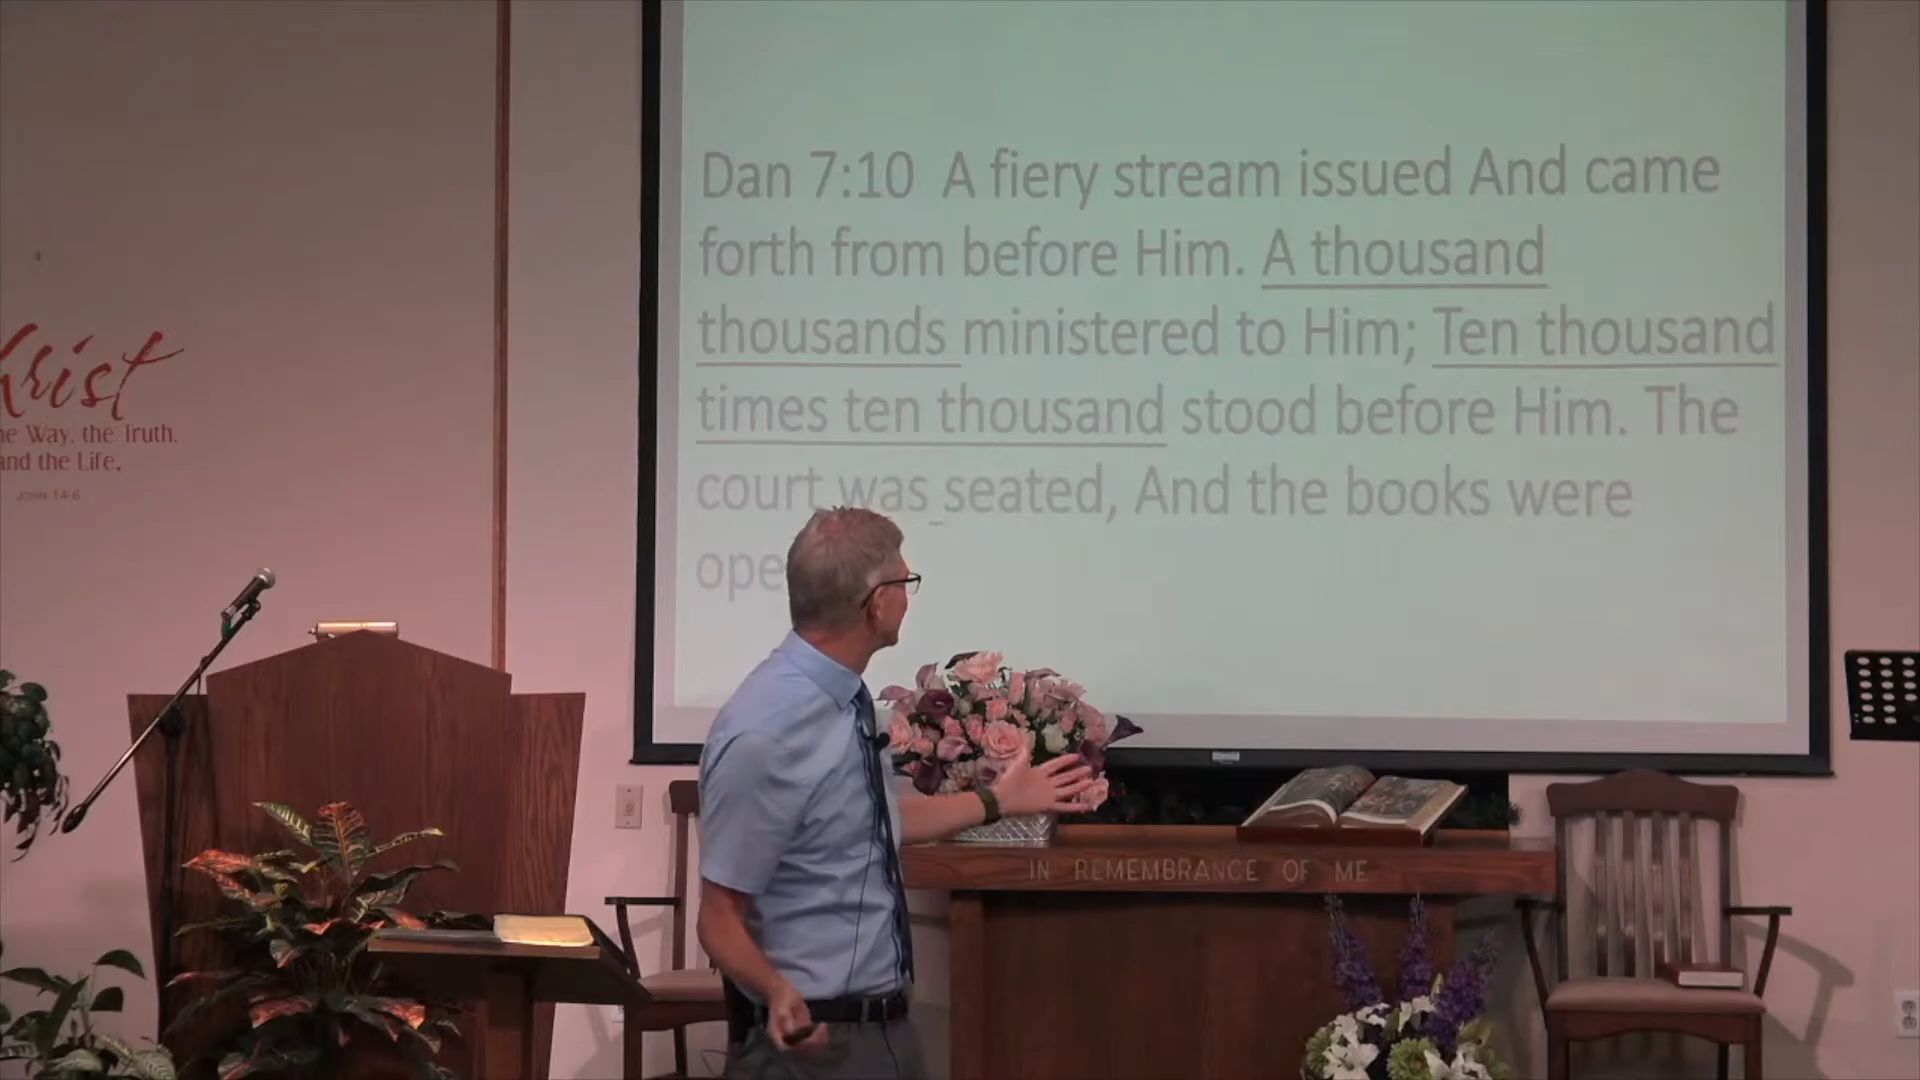 Dan 7:10 A fiery stream issued And came
forth from before Him. A thousand
thousands ministered to Him; Ten thousand
times ten thousand stood before Him. The
court was seated, And the books were
ope
rist
he Way, the Truth,
and the Life.
JOHN 14:6
IN REMEMBRANCE OF ME